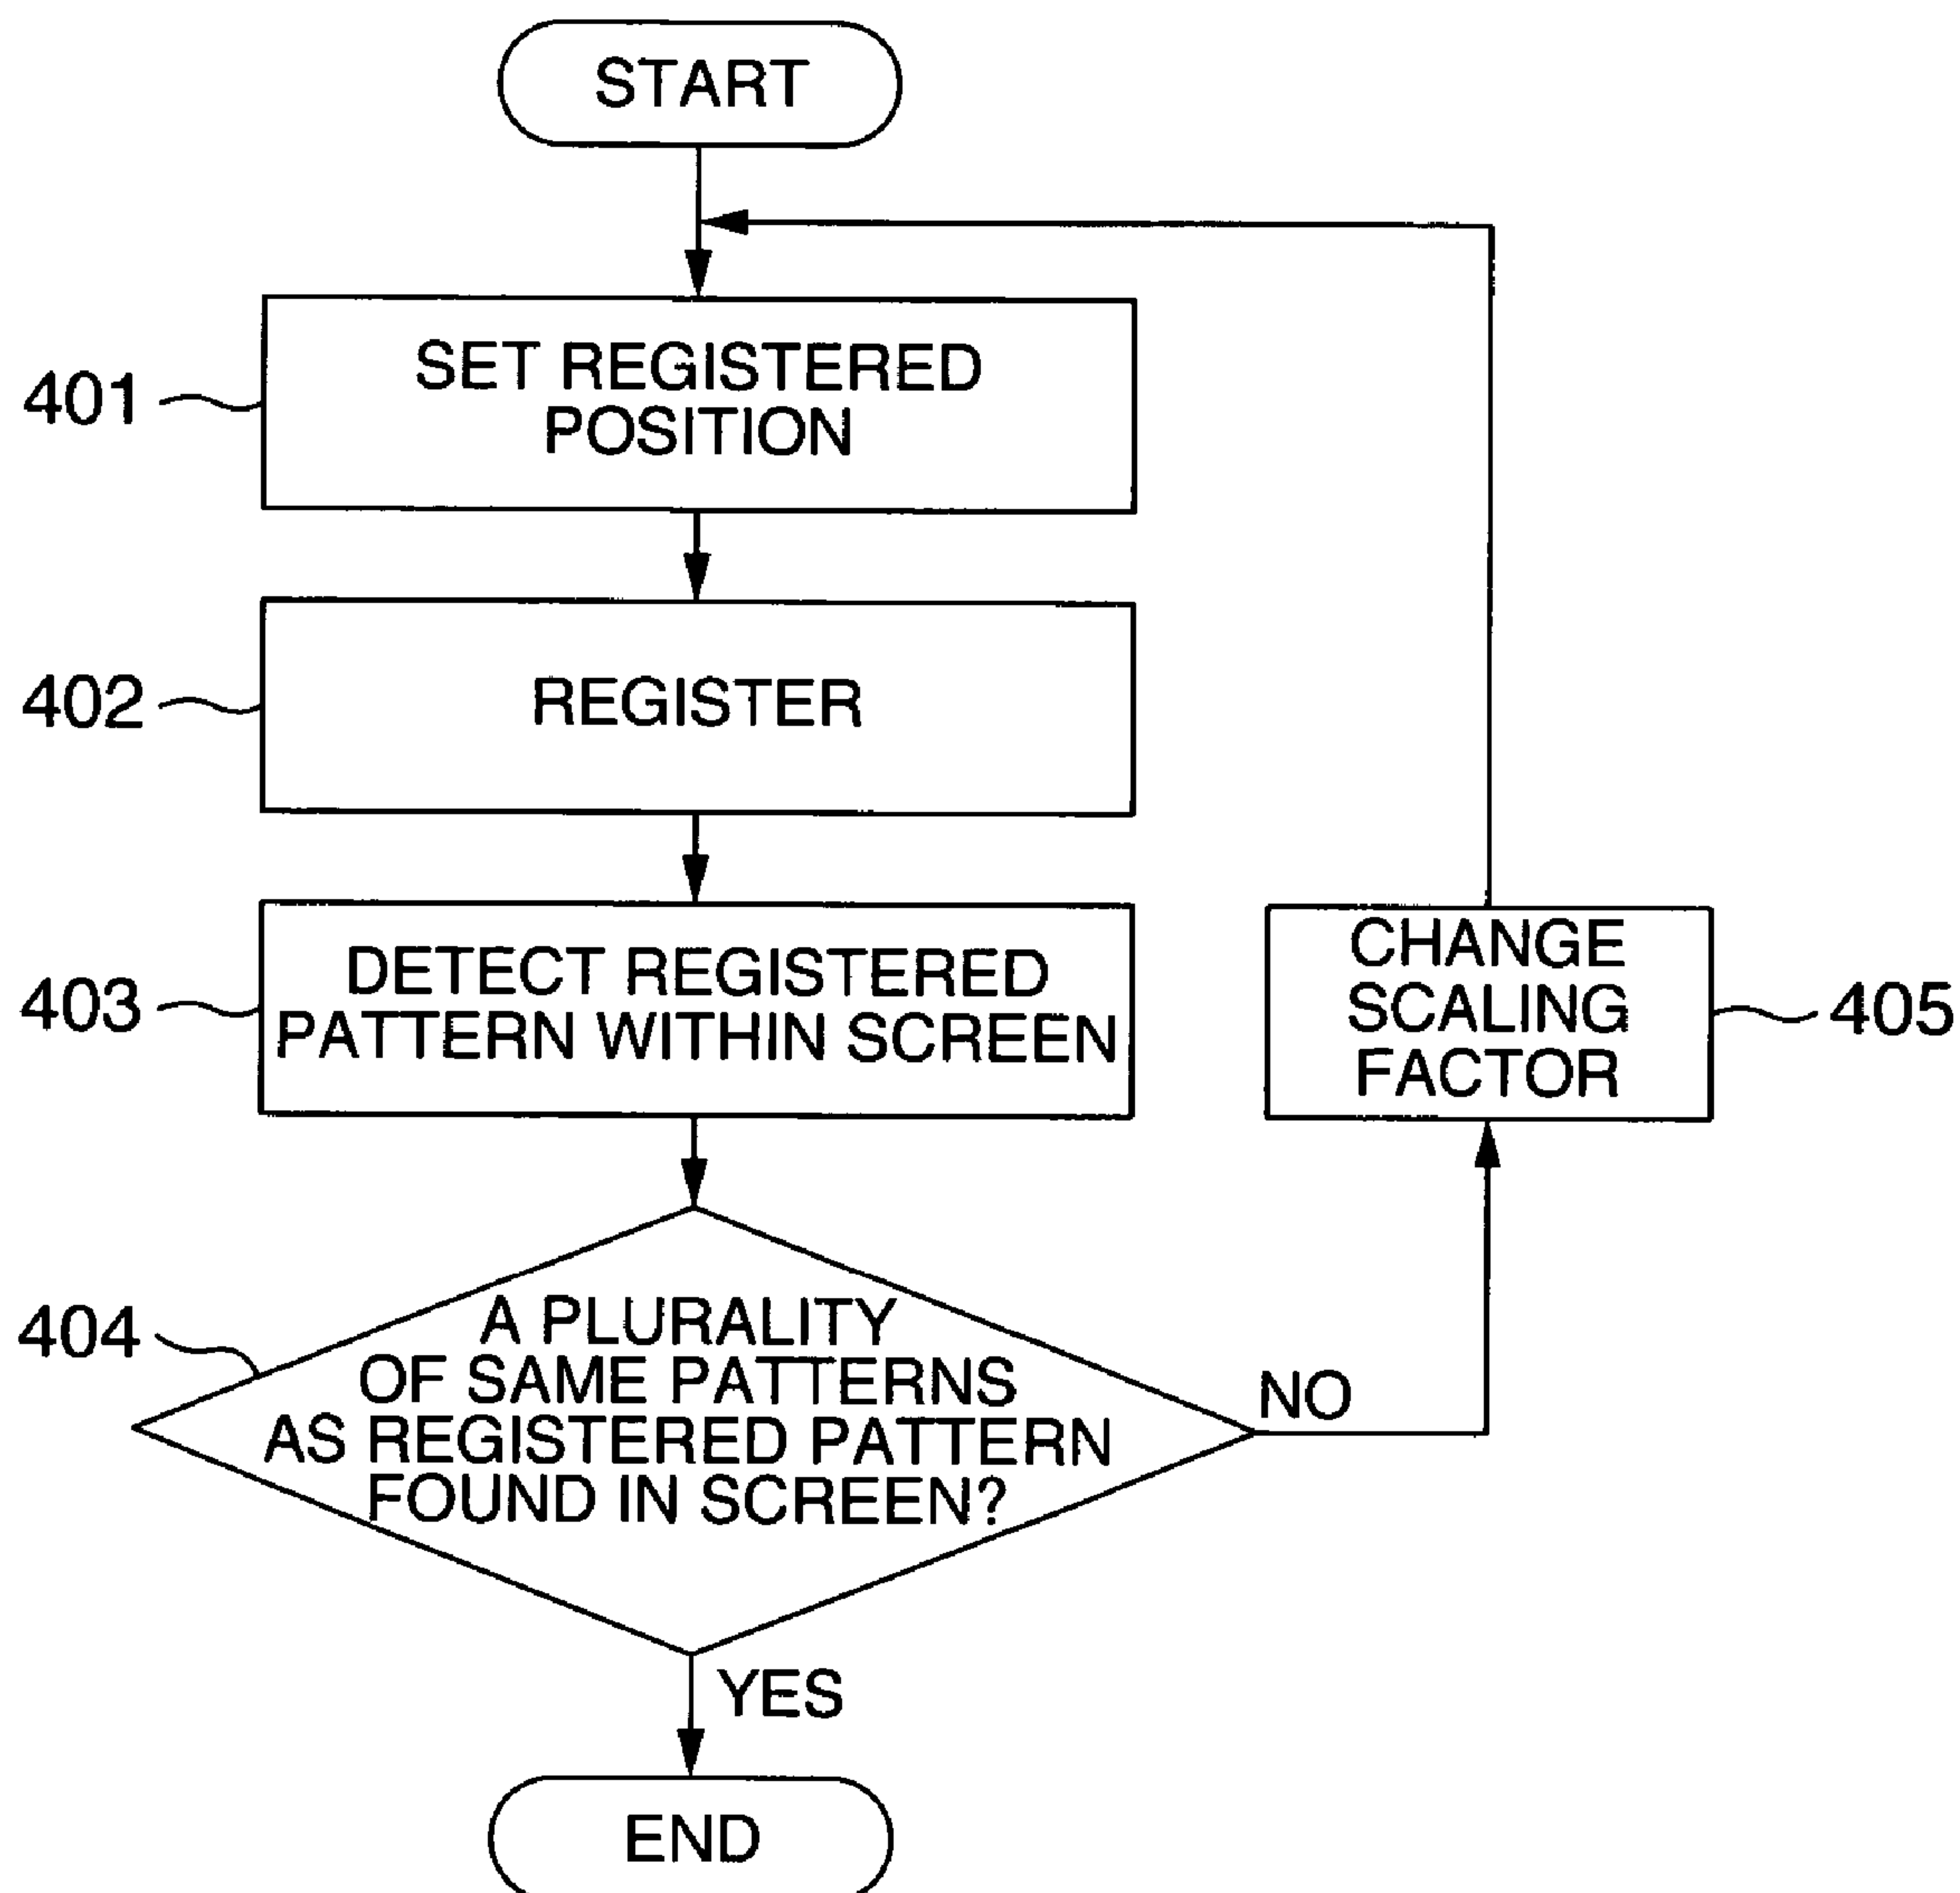 START
401
SET REGISTERED
POSITION
402
REGISTER
403
DETECT REGISTERED
PATTERN WITHIN SCREEN
CHANGE
SCALING
FACTOR
405
404
A PLURALITY
OF SAME PATTERNS
AS REGISTERED PATTERN
FOUND IN SCREEN?
NO
YES
END